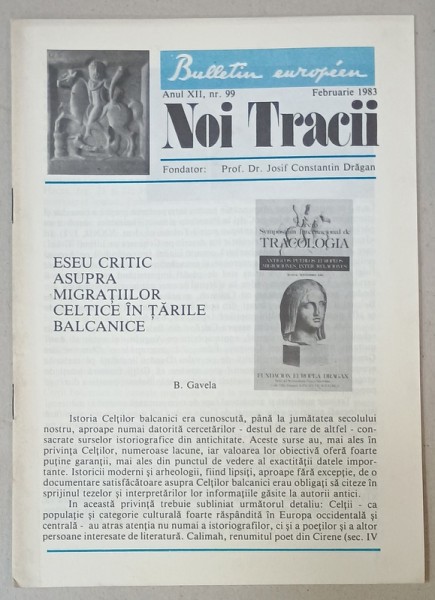 Bulletin européen
Anul XII, nr. 99 Februarie 1983
Noi Tracii
Fondator: Prof. Dr. Josif Constantin Drăgan
Symposium Internacional de
TRACOLOGIA
FUNDACION EUROPEA DRAGAN
ESEU CRITIC
ASUPRA
MIGRAȚIILOR
CELTICE ÎN ȚĂRILE
BALCANICE
B. Gavela
Istoria Celților balcanici era cunoscută, până la jumătatea secolului
nostru, aproape numai datorită cercetărilor - destul de rare de altfel - con-
sacrate surselor istoriografice din antichitate. Aceste surse au, mai ales în
privința Celților, numeroase lacune, iar valoarea lor obiectivă oferă foarte
puține garanții, mai ales din punctul de vedere al exactității datele impor-
tante. Istoricii moderni și arheologii, fiind lipsiți, aproape fără excepție, de o
documentare satisfăcătoare asupra Celților balcanici erau obligați să citeze în
sprijinul tezelor și interpretărilor lor informațiile găsite la autorii antici.
In această privință trebuie subliniat următorul detaliu: Celții - ca
populație și categorie culturală foarte răspândită în Europa occidentală și
centrală - au atras atenția nu numai a istoriografilor, ci și a poeților și a altor
persoane interesate de literatură. Calimah, renumitul poet din Cirene (sec. IV